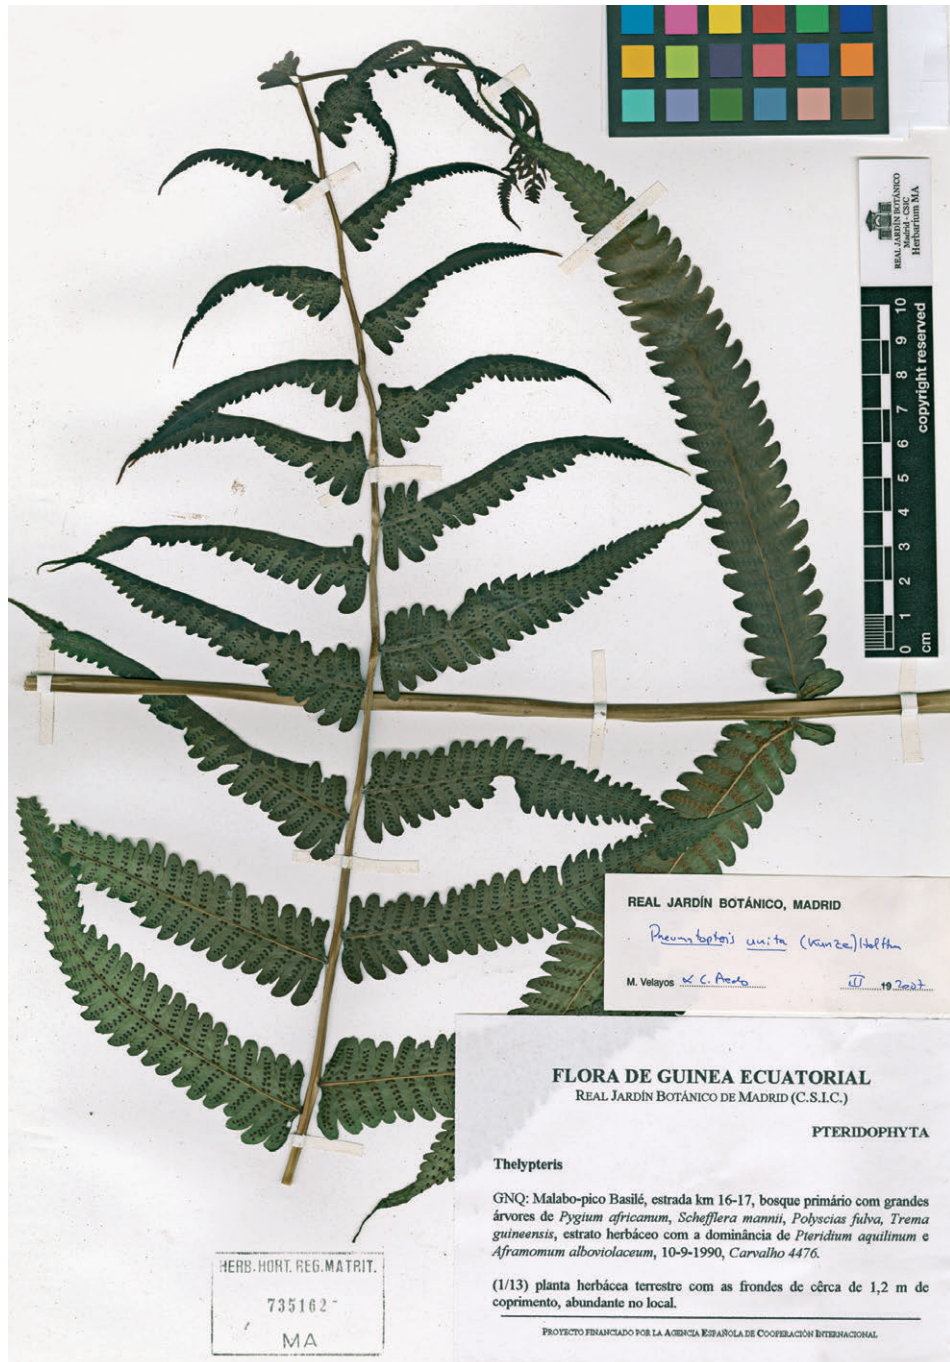 REAL JARDÍN BOTÁNICO
Madrid - CSIC
Herbarium MA
copyright reserved
10
9
8
7
6
5
4
3
2
1
0
cm
REAL JARDÍN BOTÁNICO, MADRID
Pneumatopteris unita (Kunze) Holttum
M. Velayos & C. Aedo III 19 2007
FLORA DE GUINEA ECUATORIAL
REAL JARDÍN BOTÁNICO DE MADRID (C.S.I.C.)
PTERIDOPHYTA
Thelypteris
GNQ: Malabo-pico Basilé, estrada km 16-17, bosque primário com grandes
árvores de Pygium africanum, Schefflera mannii, Polyscias fulva, Trema
guineensis, estrato herbáceo com a dominância de Pteridium aquilinum e
Aframomum alboviolaceum, 10-9-1990, Carvalho 4476.
(1/13) planta herbácea terrestre com as frondes de cêrca de 1,2 m de
coprimento, abundante no local.
PROYECTO FINANCIADO POR LA AGENCIA ESPAÑOLA DE COOPERACIÓN INTERNACIONAL
HERB. HORT. REG. MATRIT.
735162
MA